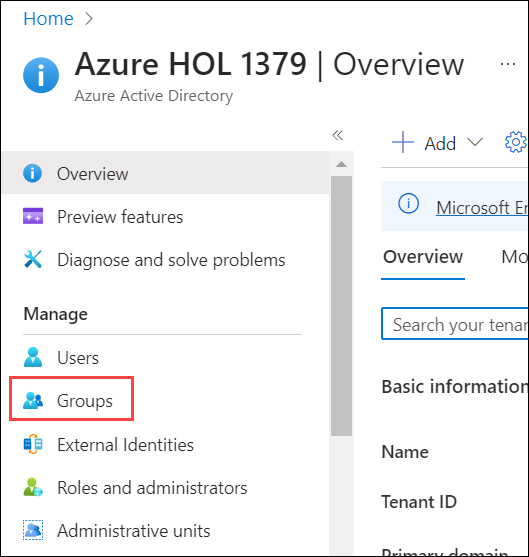 Home >
Azure HOL 1379 | Overview ...
Azure Active Directory
«
+ Add
Overview
Preview features
Diagnose and solve problems
Manage
Users
Groups
External Identities
Roles and administrators
Administrative units
Microsoft En
Overview Mo
Search your tenan
Basic information
Name
Tenant ID
Primary domain